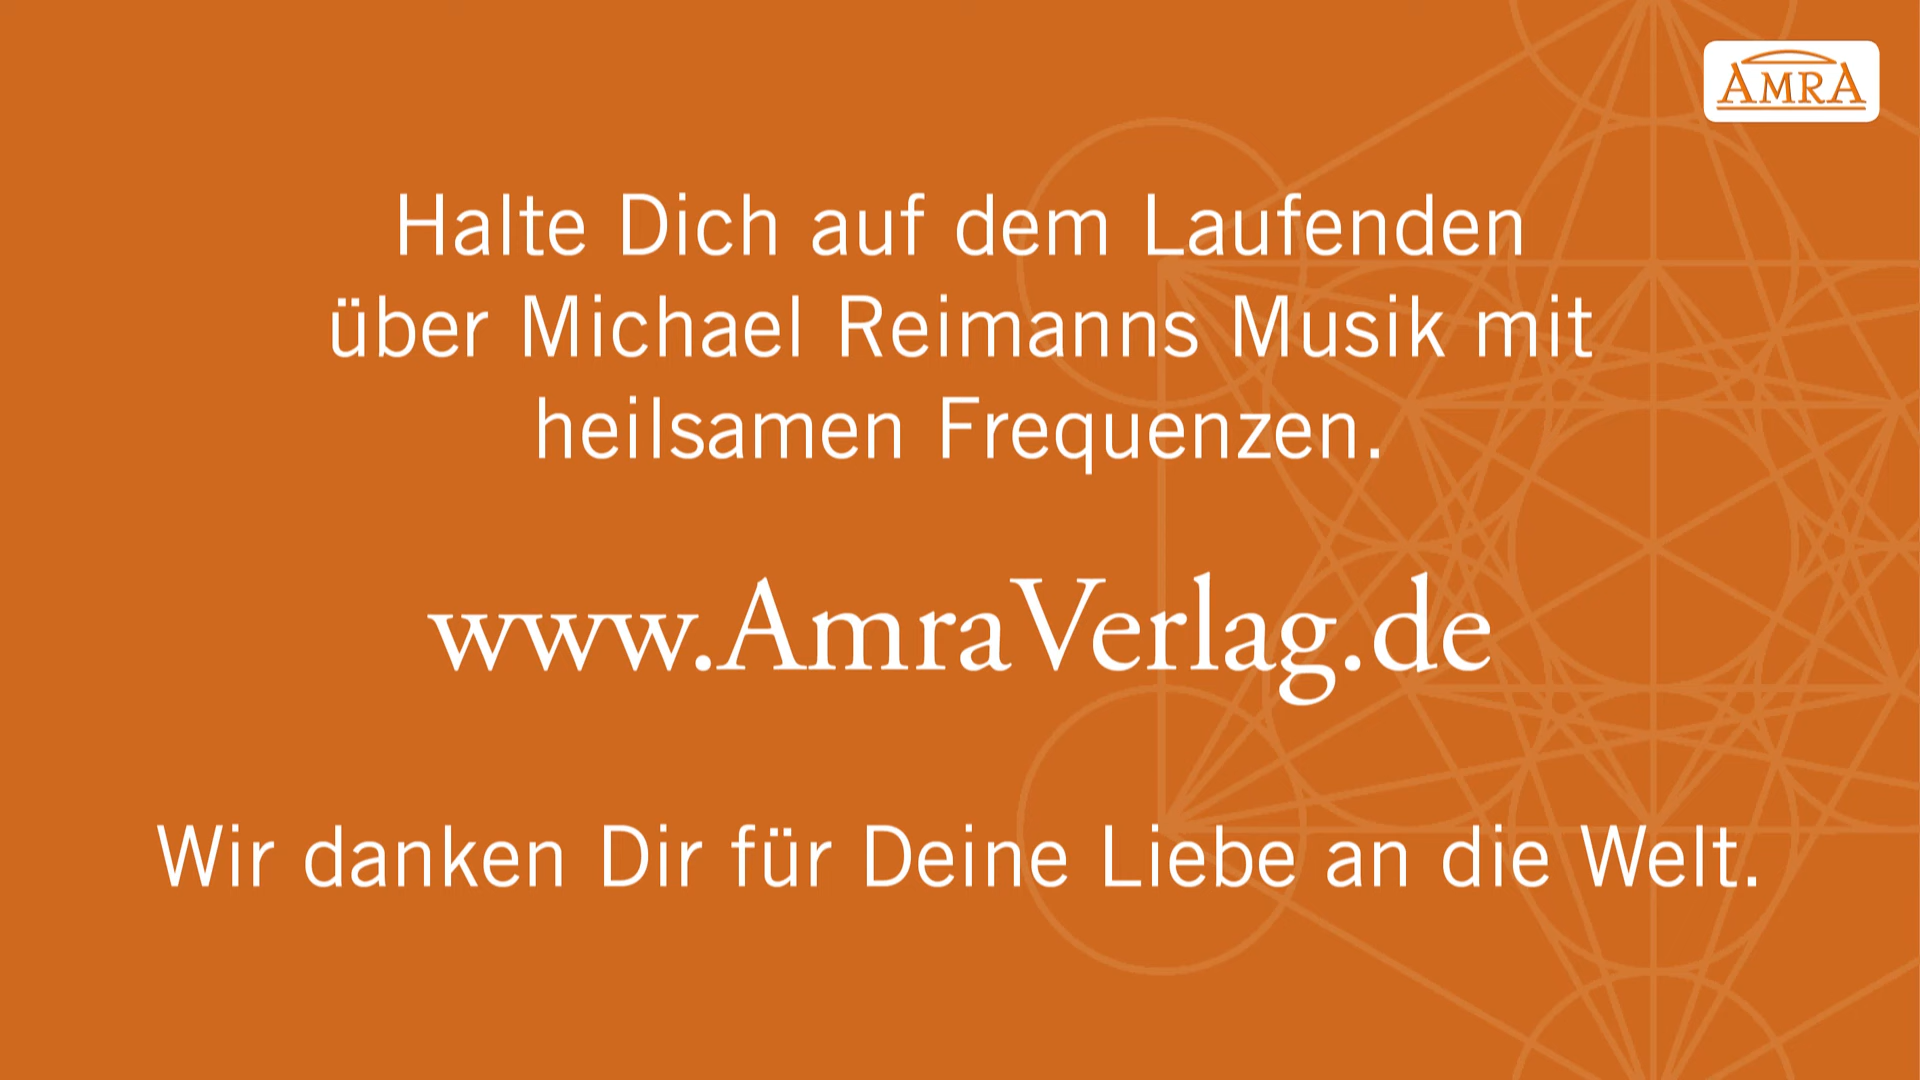 AMRA
Halte Dich auf dem Laufenden
über Michael Reimanns Musik mit
heilsamen Frequenzen.
www.AmraVerlag.de
Wir danken Dir für Deine Liebe an die Welt.